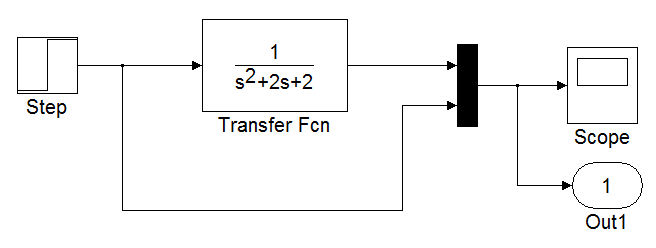 Step
1
s2+2s+2
Transfer Fcn
Scope
1
Out1